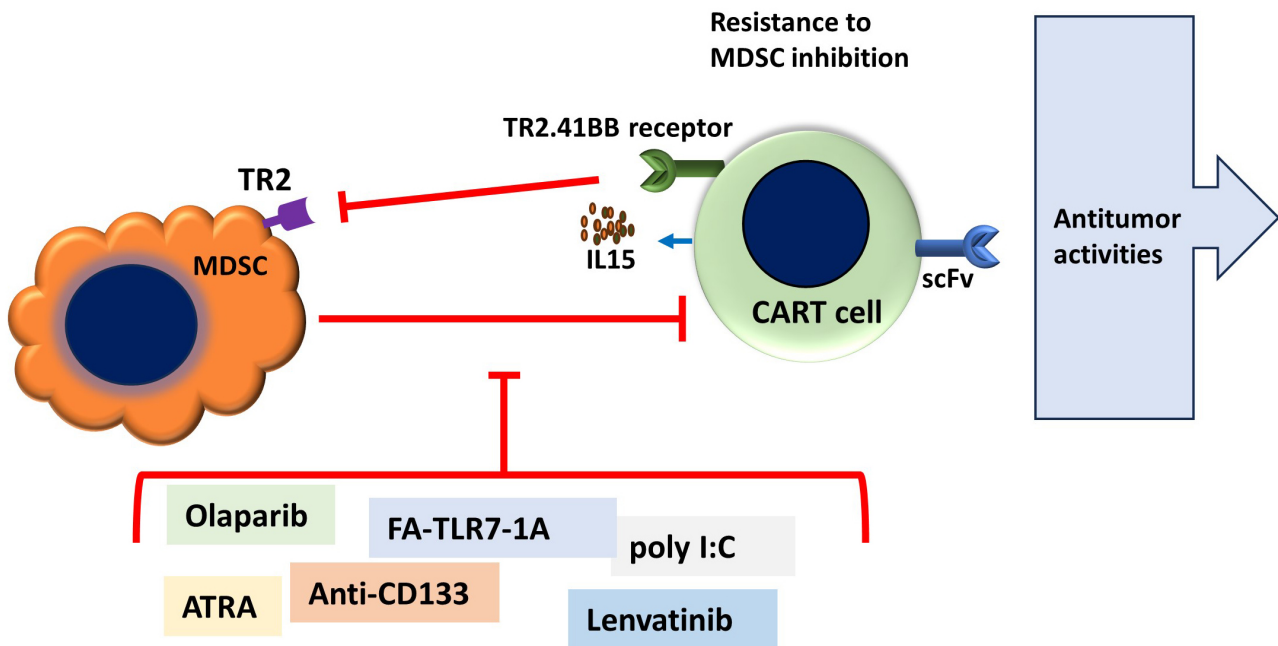 Resistance to
MDSC inhibition
TR2.41BB receptor
TR2
MDSC
IL15
scFv
CART cell
Antitumor
activities
Olaparib
FA-TLR7-1A
poly I:C
ATRA
Anti-CD133
Lenvatinib